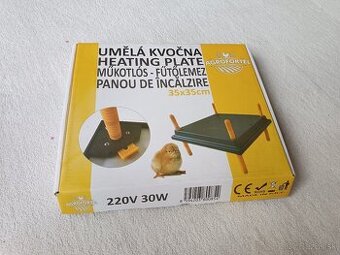 UMĚLÁ KVOČNA
HEATING PLATE
MŰKOTLÓS - FŰTŐLEMEZ
PANOU DE ÎNCĂLZIRE
35x35cm
AGROFORTEL
220V 30W
CE